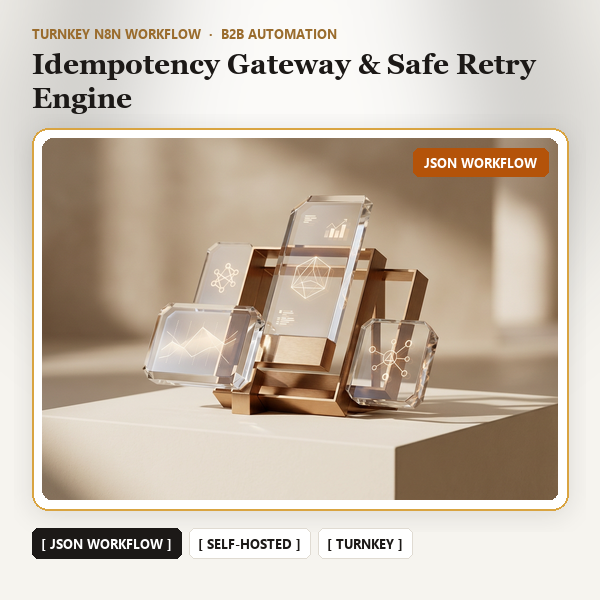 TURNKEY N8N WORKFLOW · B2B AUTOMATION
Idempotency Gateway & Safe Retry
Engine
JSON WORKFLOW
[ JSON WORKFLOW ]
[ SELF-HOSTED ]
[ TURNKEY ]